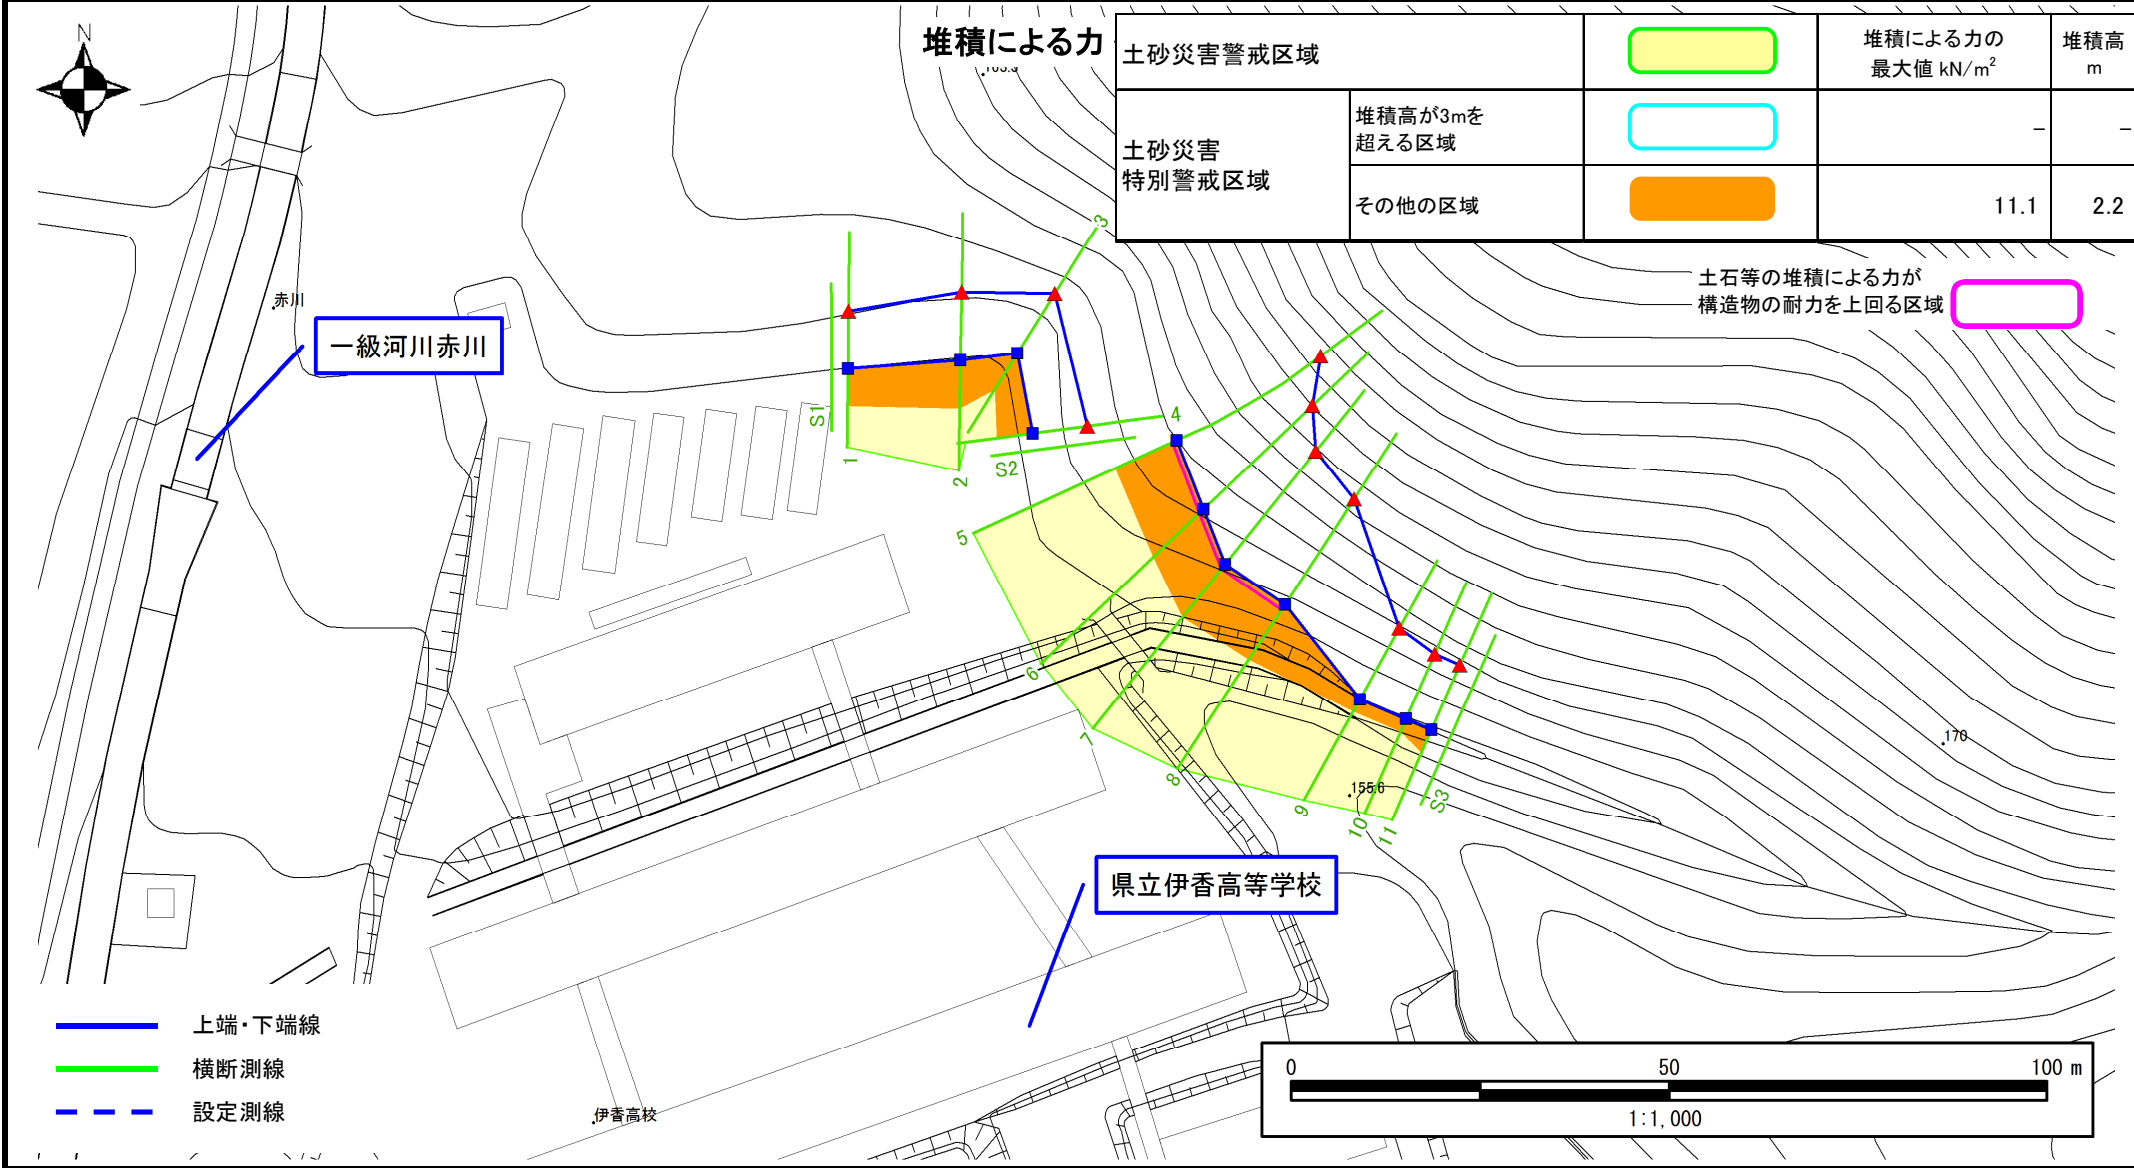 N
堆積による力
163.3
土砂災害警戒区域
堆積による力の
最大値 kN/m²
堆積高
m
土砂災害
特別警戒区域
堆積高が3mを
超える区域
－
－
その他の区域
11.1
2.2
土石等の堆積による力が
構造物の耐力を上回る区域
赤川
一級河川赤川
S1
1
2
3
4
S2
5
6
7
8
9
10
11
S3
155.6
170
県立伊香高等学校
伊香高校
上端・下端線
横断測線
設定測線
0
50
100 m
1:1,000